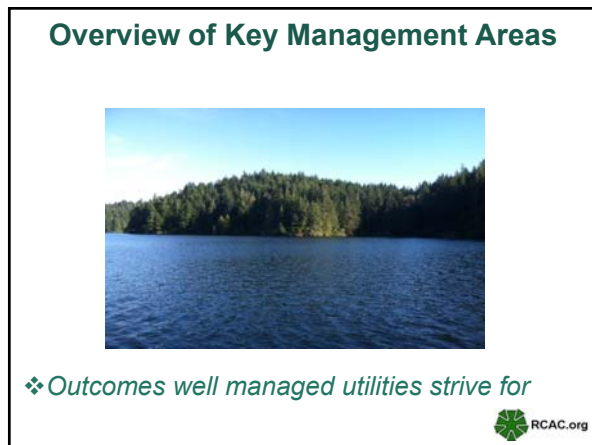 Overview of Key Management Areas
❖Outcomes well managed utilities strive for
RCAC.org